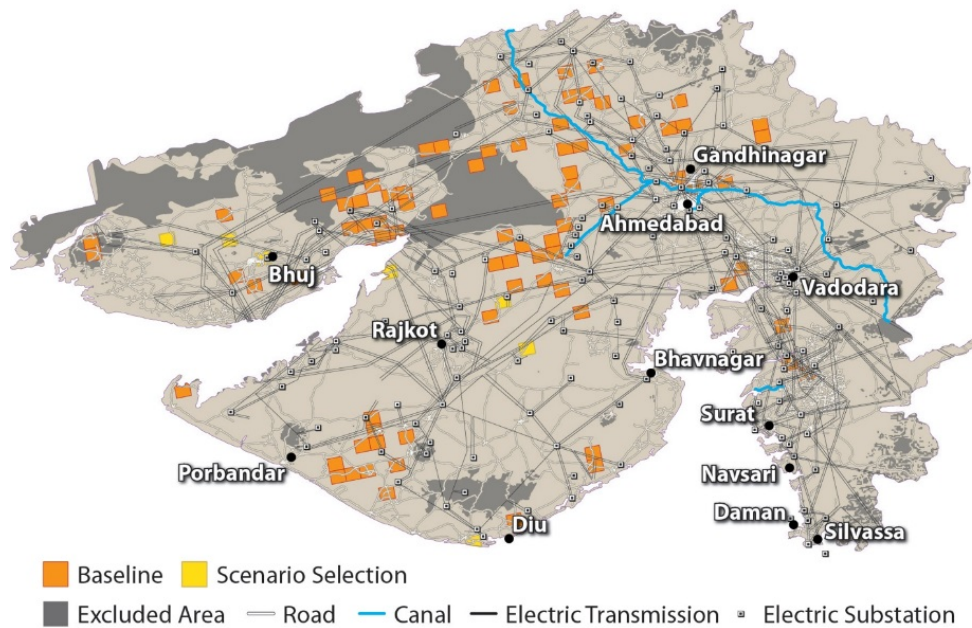 Gandhinagar
Ahmedabad
Bhuj
Vadodara
Rajkot
Bhavnagar
Surat
Porbandar
Navsari
Daman
Diu
Silvassa
Baseline Scenario Selection
Excluded Area Road Canal Electric Transmission Electric Substation